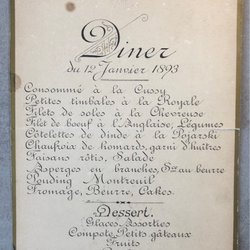 Diner
du 12 Janvier 1893
Consommé à la Cussy
Petites timbales à la Royale
Filets de soles à la Chevreuse
Filet de boeuf à l'Anglaise, Légumes
Côtelettes de dinde à la Pojarski
Chaufroix de homards, garni d'huîtres
Faisans rôtis, Salade
Asperges en branches, Sce au beurre
Pouding Montreuil
Fromage, Beurre, Cakes
Dessert.
Glaces Assorties
Compote, Petits gâteaux
Fruits